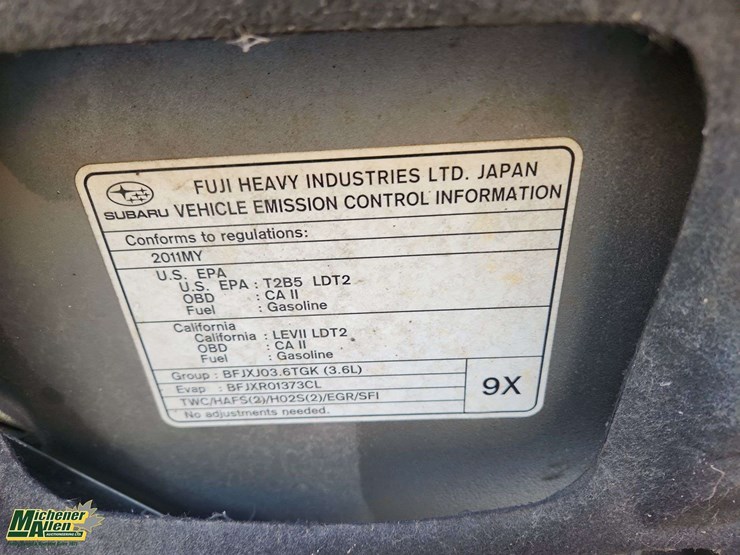 FUJI HEAVY INDUSTRIES LTD. JAPAN
SUBARU VEHICLE EMISSION CONTROL INFORMATION
Conforms to regulations:
2011MY
U.S. EPA
U.S. EPA : T2B5 LDT2
OBD : CA II
Fuel : Gasoline
California
California : LEVII LDT2
OBD : CA II
Fuel : Gasoline
Group : BFJXJ03.6TGK (3.6L)
Evap : BFJXR01373CL
TWC/HAFS(2)/HO2S(2)/EGR/SFI
No adjustments needed.
9X
Michener
Allen
AUCTIONEERING LTD.